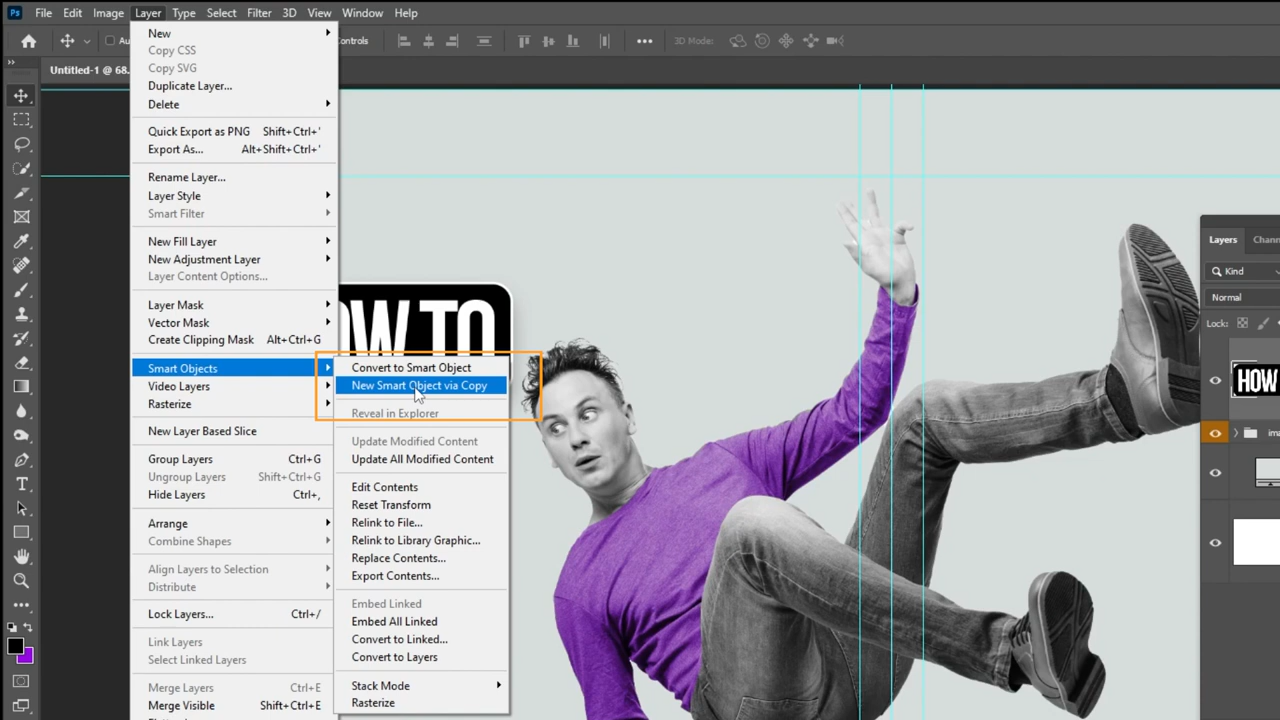 Ps File Edit Image Layer Type Select Filter 3D View Window Help
Au
Controls
3D Mode:
Untitled-1 @ 68.
New
Copy CSS
Copy SVG
Duplicate Layer...
Delete
Quick Export as PNG Shift+Ctrl+'
Export As... Alt+Shift+Ctrl+'
Rename Layer...
Layer Style
Smart Filter
New Fill Layer
New Adjustment Layer
Layer Content Options...
Layer Mask
Vector Mask
Create Clipping Mask Alt+Ctrl+G
Smart Objects
Video Layers
Rasterize
New Layer Based Slice
Group Layers Ctrl+G
Ungroup Layers Shift+Ctrl+G
Hide Layers Ctrl+,
Arrange
Combine Shapes
Align Layers to Selection
Distribute
Lock Layers... Ctrl+/
Link Layers
Select Linked Layers
Merge Layers Ctrl+E
Merge Visible Shift+Ctrl+E
Convert to Smart Object
New Smart Object via Copy
Reveal in Explorer
Update Modified Content
Update All Modified Content
Edit Contents
Reset Transform
Relink to File...
Relink to Library Graphic...
Replace Contents...
Export Contents...
Embed Linked
Embed All Linked
Convert to Linked...
Convert to Layers
Stack Mode
Rasterize
OW TO
Layers Chann
Kind
Normal
Lock:
HOW
ima